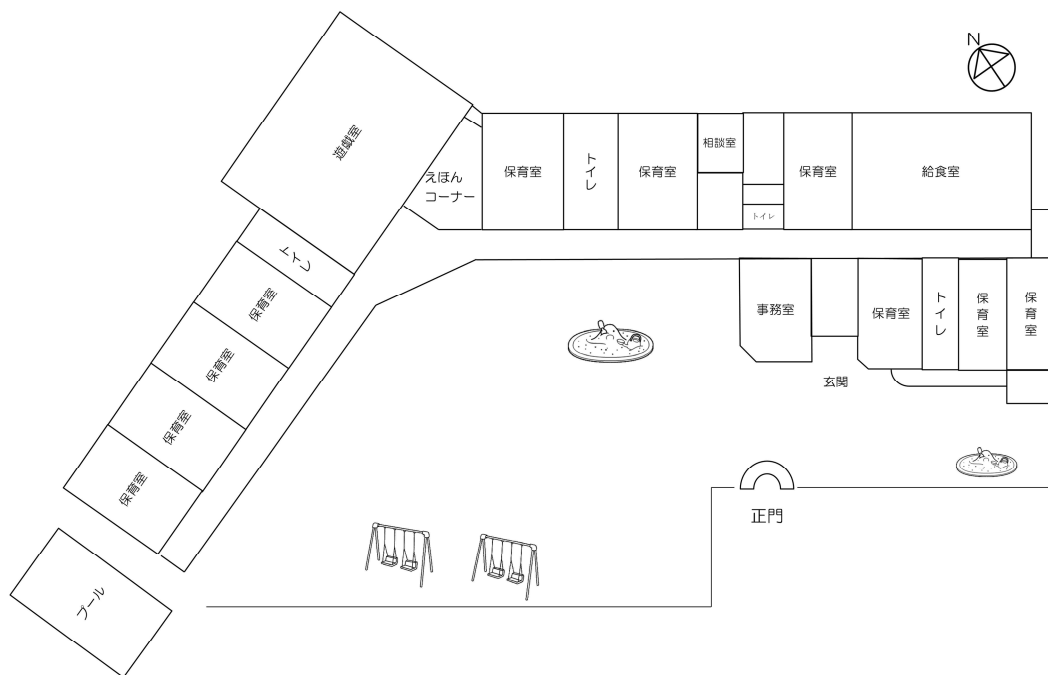 N
遊戯室
えほん
コーナー
保育室
トイレ
保育室
相談室
トイレ
保育室
給食室
トイレ
保育室
保育室
保育室
保育室
プール
事務室
保育室
トイレ
保育室
保育室
玄関
正門